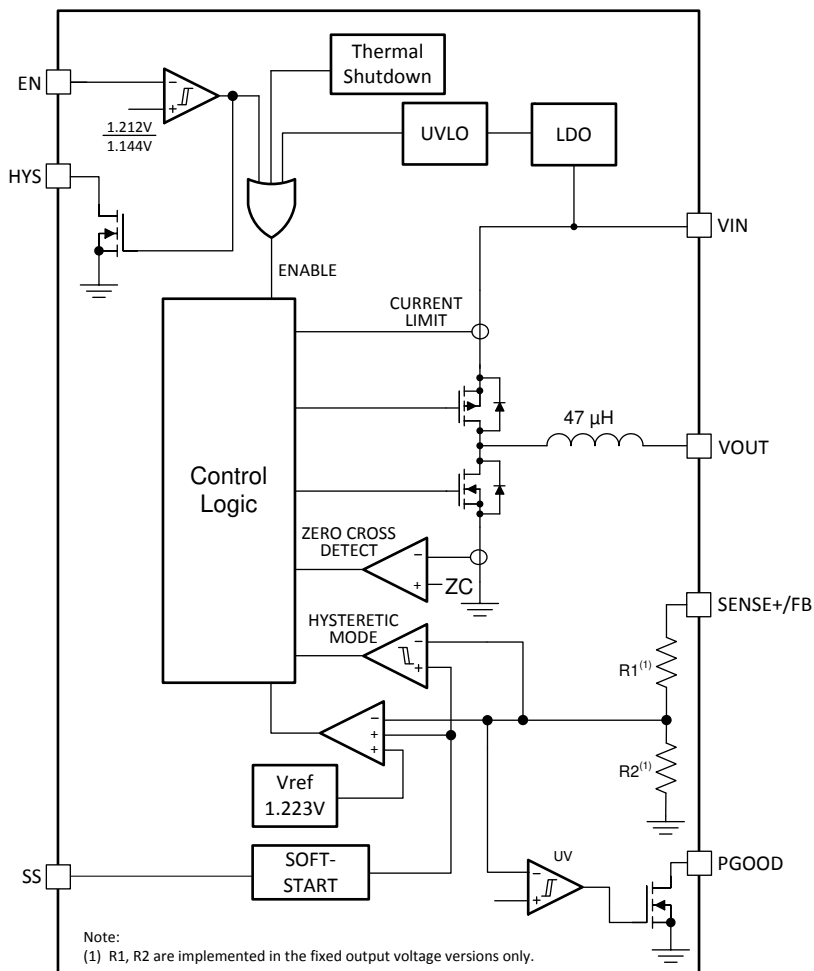 Thermal
Shutdown
EN
−
+
1.212V
1.144V
UVLO
LDO
HYS
VIN
ENABLE
CURRENT
LIMIT
47 µH
VOUT
Control
Logic
ZERO CROSS
DETECT
−
+
ZC
SENSE+/FB
HYSTERETIC
MODE
−
+
R1(1)
−
+
+
R2(1)
Vref
1.223V
SOFT-
START
SS
UV
−
+
PGOOD
Note:
(1) R1, R2 are implemented in the fixed output voltage versions only.